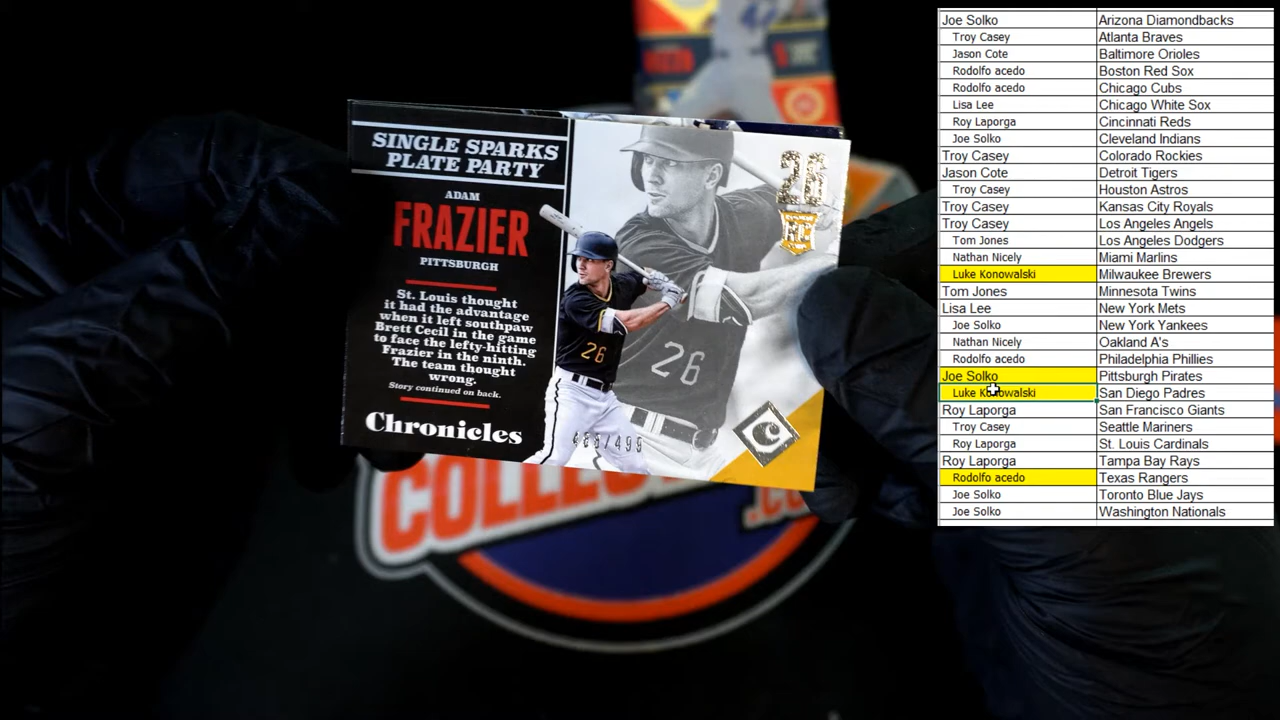 SINGLE SPARKS
PLATE PARTY
ADAM
FRAZIER
PITTSBURGH
St. Louis thought
it had the advantage
when it left southpaw
Brett Cecil in the game
to face the lefty-hitting
Frazier in the ninth.
The team thought
wrong.
Story continued on back.
Chronicles
26
RC
26
26
/499
C
COLLEC
.co
Joe Solko Arizona Diamondbacks
Troy Casey Atlanta Braves
Jason Cote Baltimore Orioles
Rodolfo acedo Boston Red Sox
Rodolfo acedo Chicago Cubs
Lisa Lee Chicago White Sox
Roy Laporga Cincinnati Reds
Joe Solko Cleveland Indians
Troy Casey Colorado Rockies
Jason Cote Detroit Tigers
Troy Casey Houston Astros
Troy Casey Kansas City Royals
Troy Casey Los Angeles Angels
Tom Jones Los Angeles Dodgers
Nathan Nicely Miami Marlins
Luke Konowalski Milwaukee Brewers
Tom Jones Minnesota Twins
Lisa Lee New York Mets
Joe Solko New York Yankees
Nathan Nicely Oakland A's
Rodolfo acedo Philadelphia Phillies
Joe Solko Pittsburgh Pirates
Luke Konowalski San Diego Padres
Roy Laporga San Francisco Giants
Troy Casey Seattle Mariners
Roy Laporga St. Louis Cardinals
Roy Laporga Tampa Bay Rays
Rodolfo acedo Texas Rangers
Joe Solko Toronto Blue Jays
Joe Solko Washington Nationals